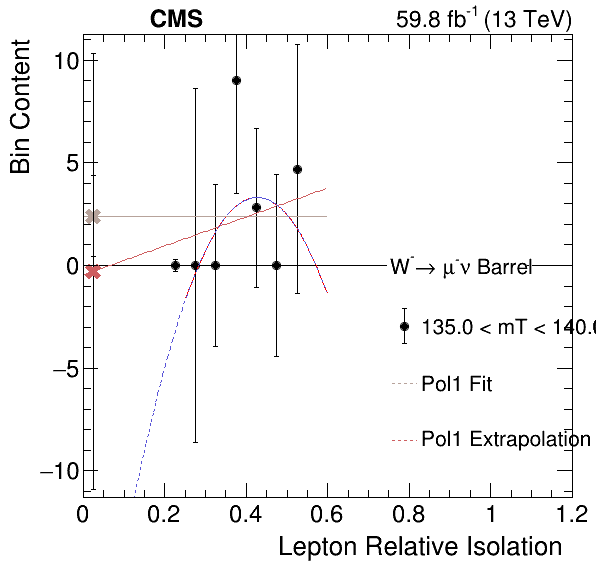 CMS 59.8 fb⁻¹ (13 TeV)
Bin Content
10
5
0
−5
−10
W⁻→ μ⁻ν Barrel
135.0 < mT < 140.0
Pol1 Fit
Pol1 Extrapolation
0 0.2 0.4 0.6 0.8 1 1.2
Lepton Relative Isolation